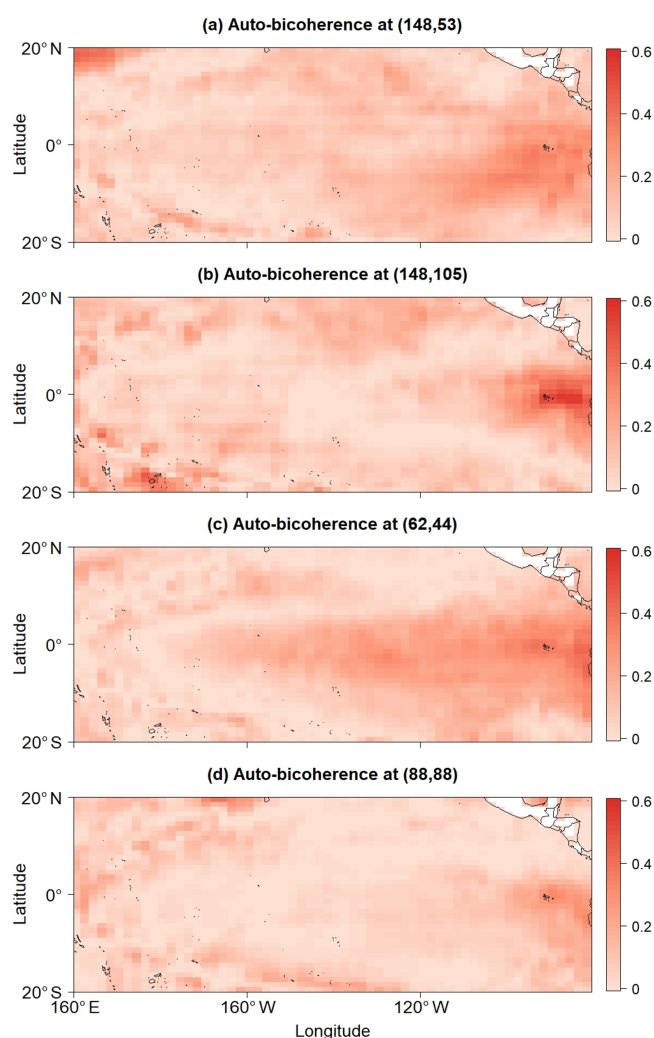 (a) Auto-bicoherence at (148,53)
20°N
0°
20°S
Latitude
0.6
0.4
0.2
0
(b) Auto-bicoherence at (148,105)
20°N
0°
20°S
Latitude
0.6
0.4
0.2
0
(c) Auto-bicoherence at (62,44)
20°N
0°
20°S
Latitude
0.6
0.4
0.2
0
(d) Auto-bicoherence at (88,88)
20°N
0°
20°S
Latitude
0.6
0.4
0.2
0
160°E 160°W 120°W
Longitude